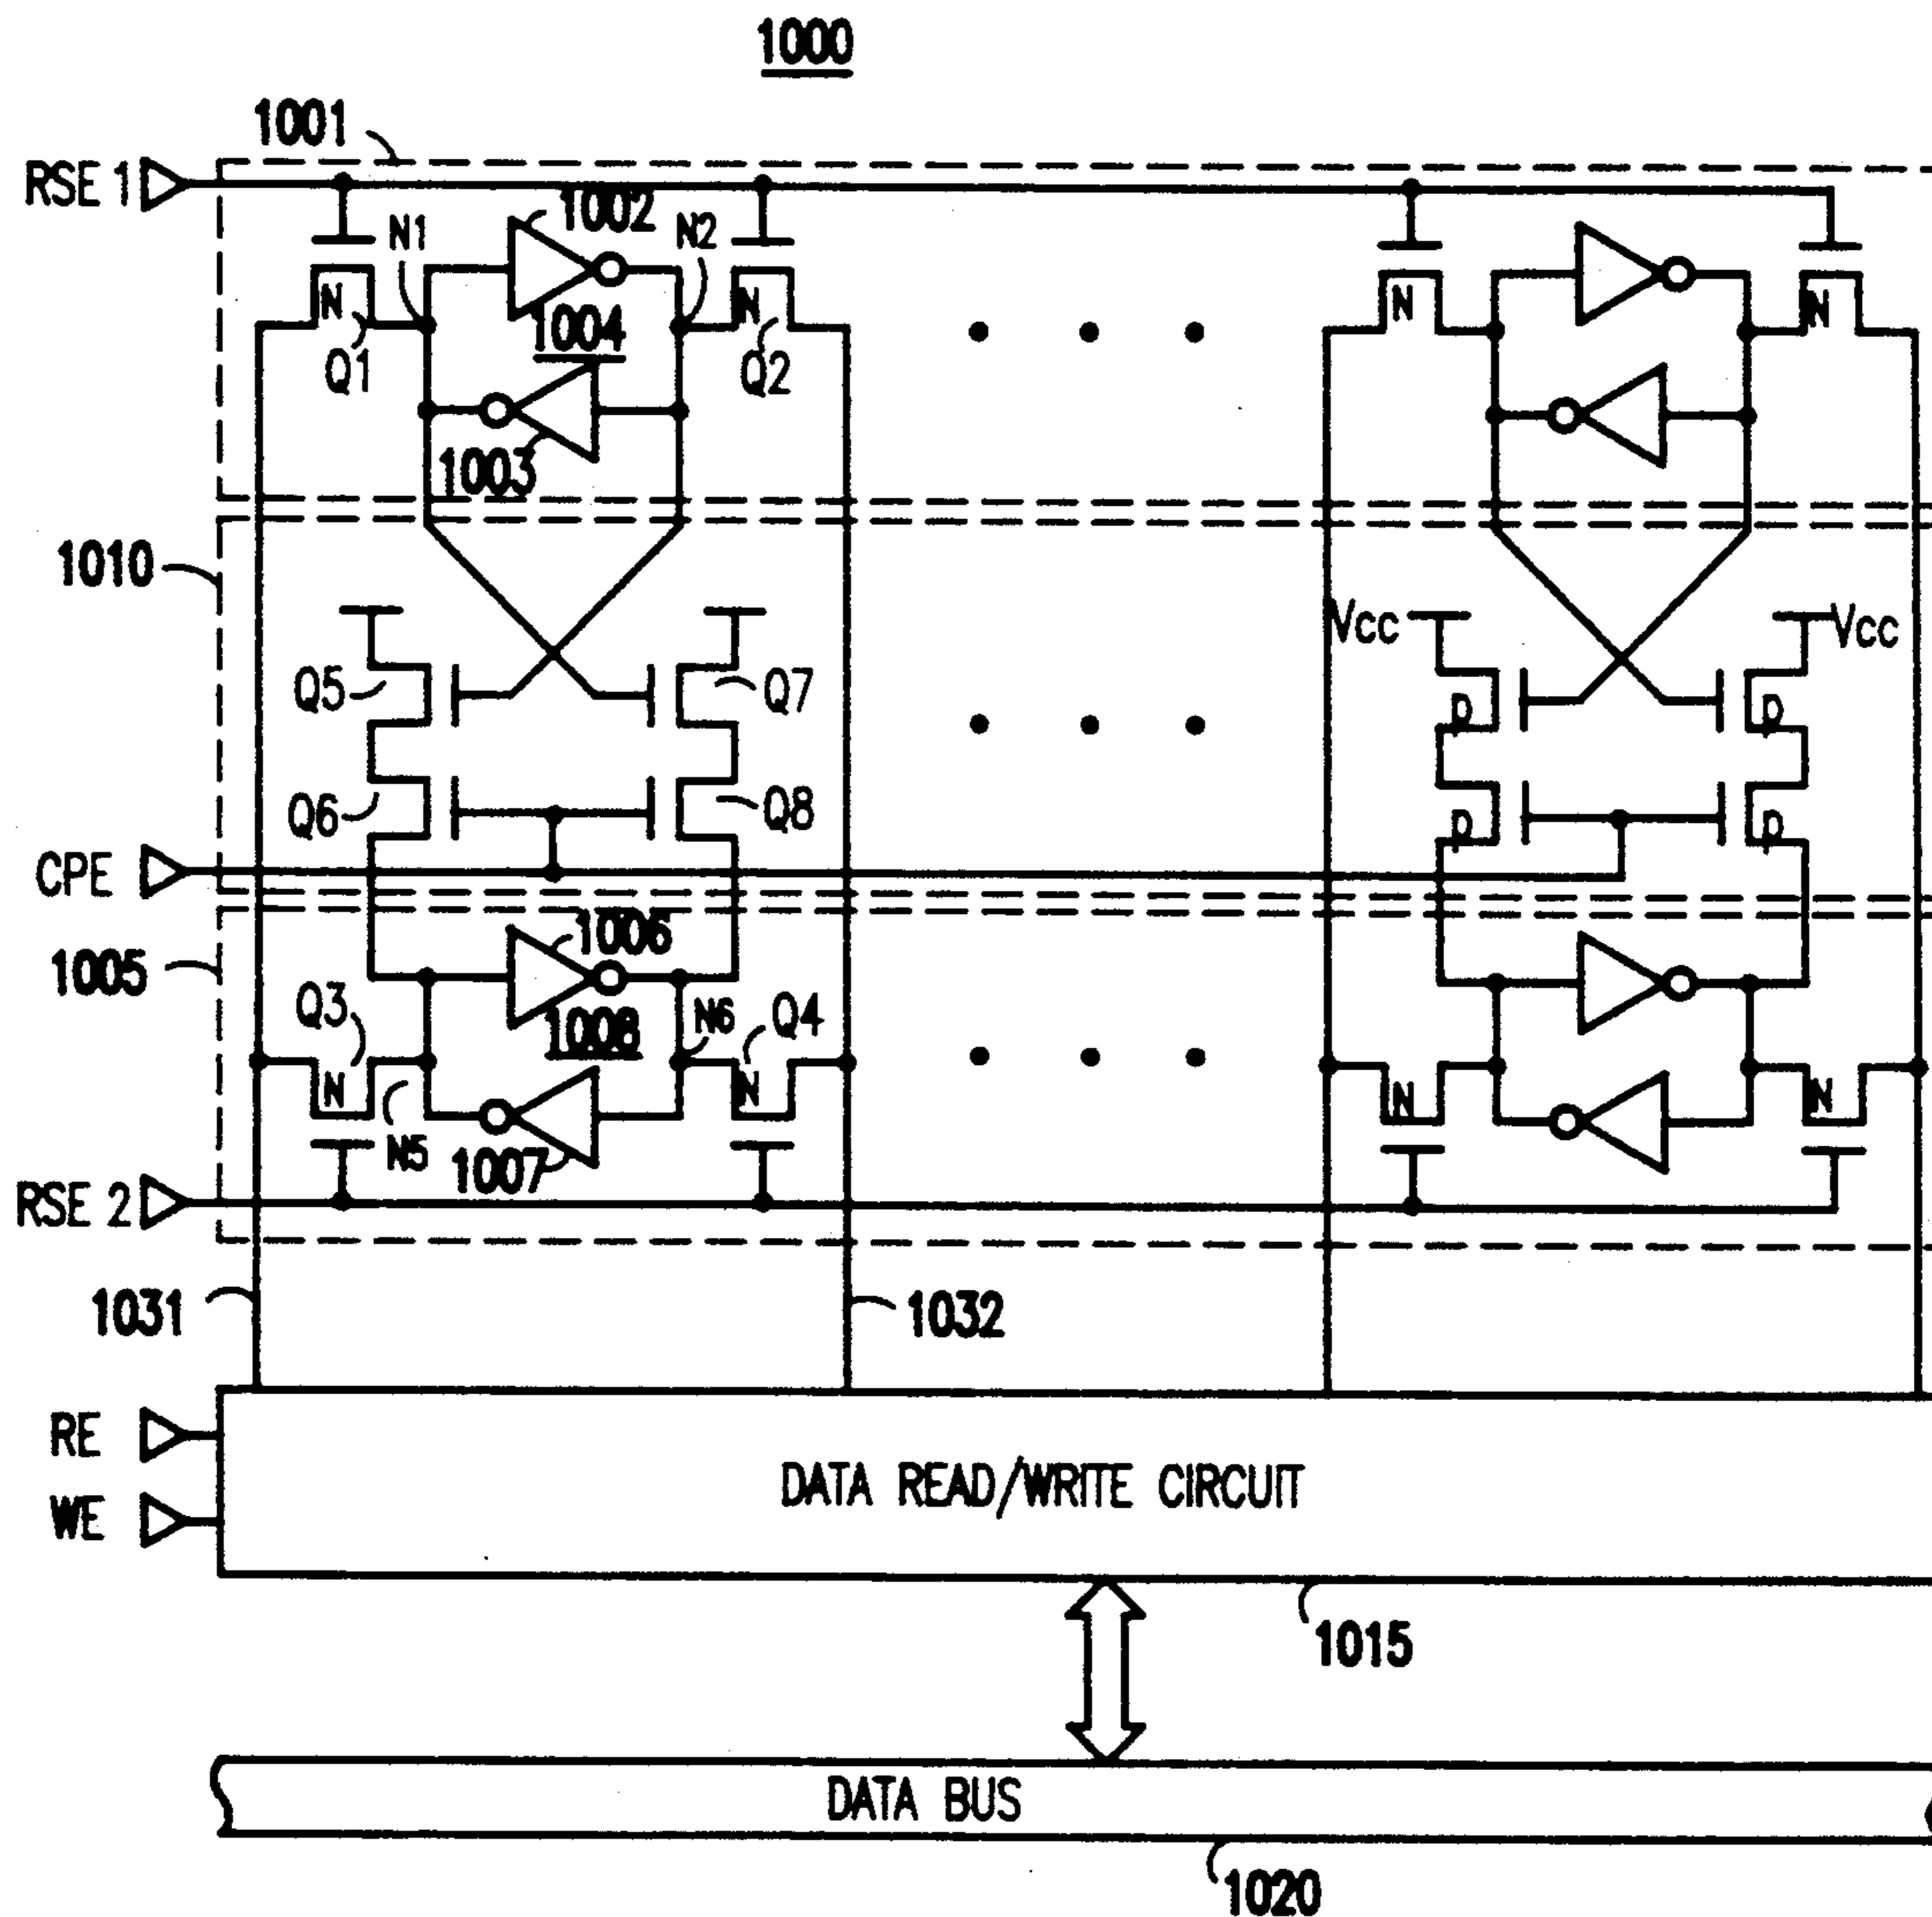 1000
1001
RSE 1
1002
N1
N2
N
N
N
N
1004
Q1
Q2
1003
1010
Vcc
Vcc
Q5
Q7
P
P
Q6
Q8
P
P
CPE
1006
1005
Q3
1008
N6
Q4
N
N
N
N
N5
1007
RSE 2
1031
1032
RE
DATA READ/WRITE CIRCUIT
WE
1015
DATA BUS
1020